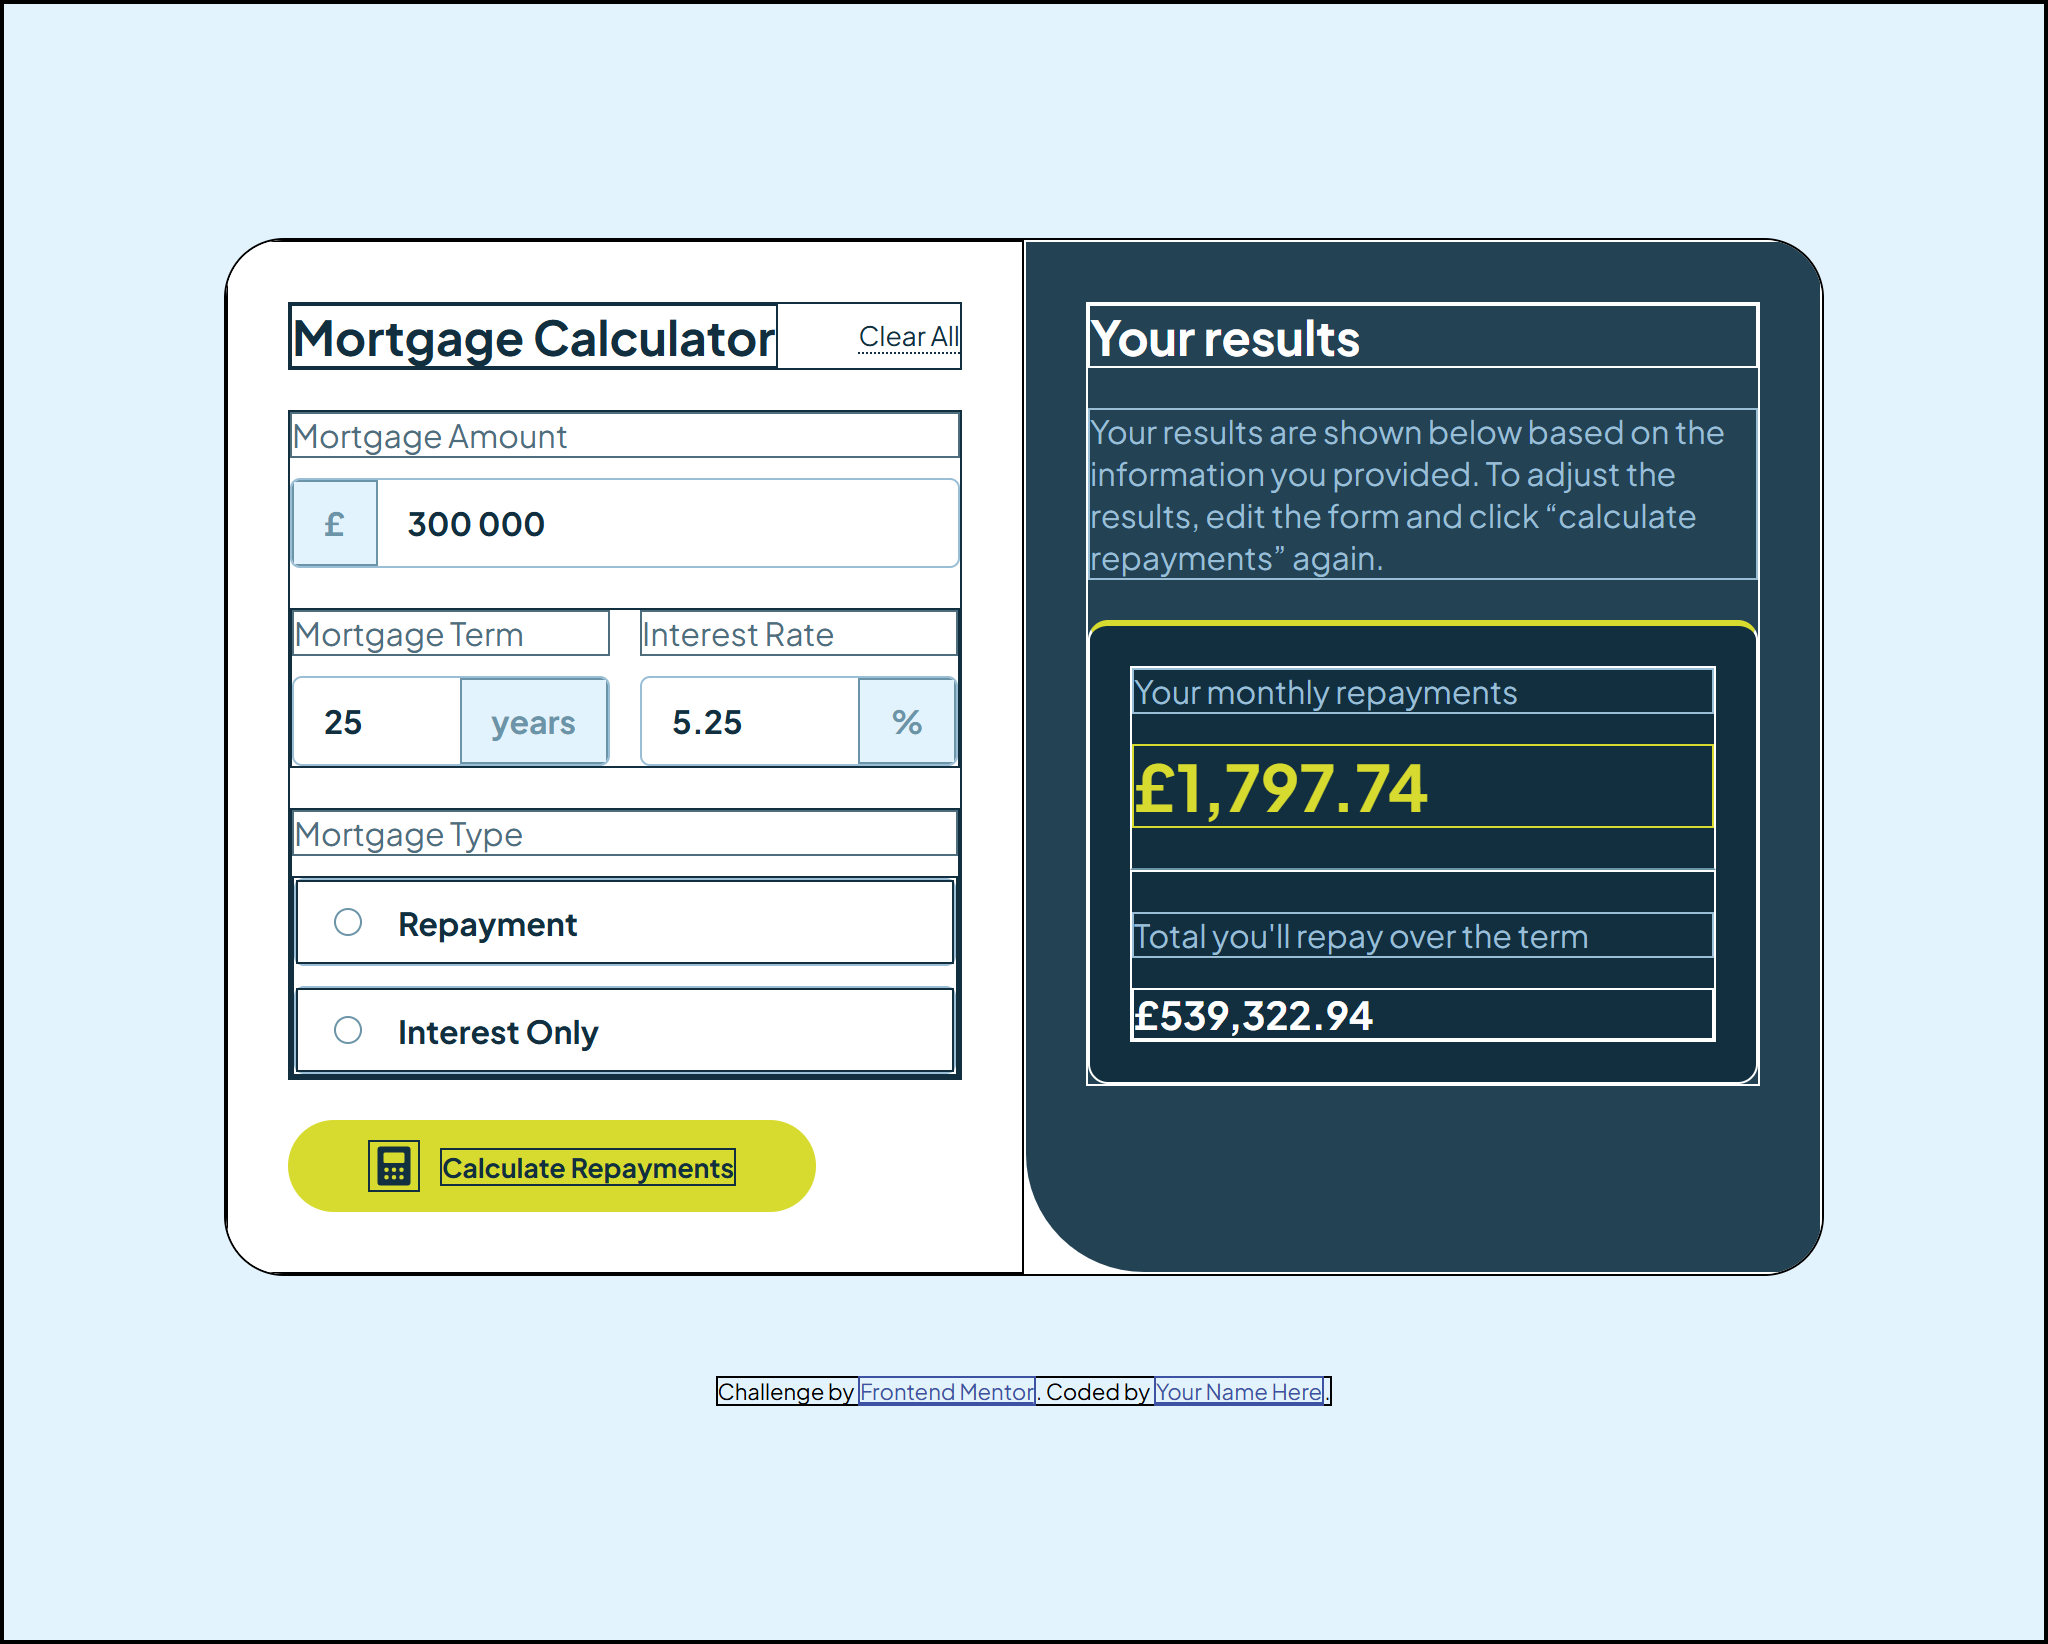 Mortgage Calculator
Clear All
Mortgage Amount
£
300 000
Mortgage Term
25
years
Interest Rate
5.25
%
Mortgage Type
Repayment
Interest Only
Calculate Repayments
Your results
Your results are shown below based on the
information you provided. To adjust the
results, edit the form and click “calculate
repayments” again.
Your monthly repayments
£1,797.74
Total you'll repay over the term
£539,322.94
Challenge by Frontend Mentor. Coded by Your Name Here.